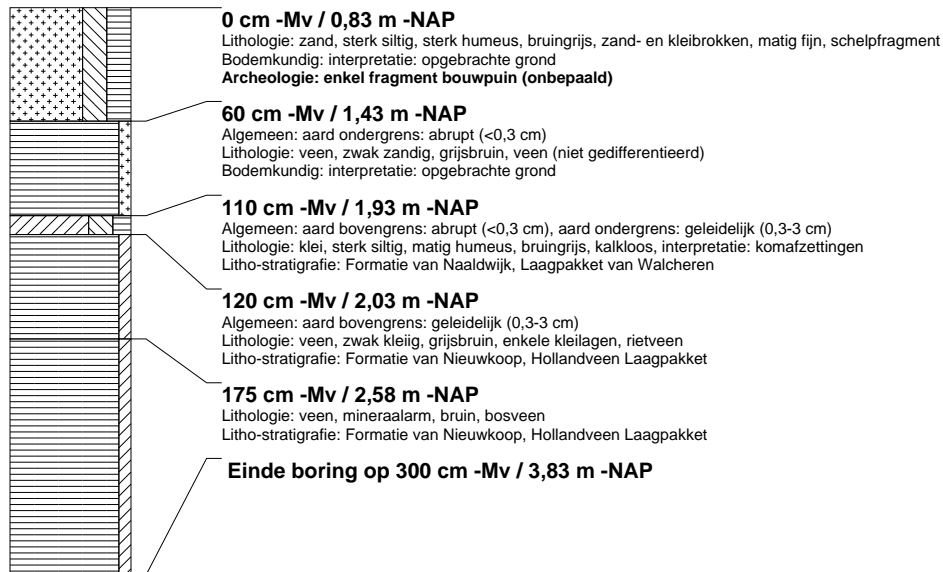 0 cm -Mv / 0,83 m -NAP
Lithologie: zand, sterk siltig, sterk humeus, bruingrijs, zand- en kleibrokken, matig fijn, schelpfragment
Bodemkundig: interpretatie: opgebrachte grond
Archeologie: enkel fragment bouwpuin (onbepaald)
60 cm -Mv / 1,43 m -NAP
Algemeen: aard ondergrens: abrupt (<0,3 cm)
Lithologie: veen, zwak zandig, grijsbruin, veen (niet gedifferentieerd)
Bodemkundig: interpretatie: opgebrachte grond
110 cm -Mv / 1,93 m -NAP
Algemeen: aard bovengrens: abrupt (<0,3 cm), aard ondergrens: geleidelijk (0,3-3 cm)
Lithologie: klei, sterk siltig, matig humeus, bruingrijs, kalkloos, interpretatie: komafzettingen
Litho-stratigrafie: Formatie van Naaldwijk, Laagpakket van Walcheren
120 cm -Mv / 2,03 m -NAP
Algemeen: aard bovengrens: geleidelijk (0,3-3 cm)
Lithologie: veen, zwak kleiig, grijsbruin, enkele kleilagen, rietveen
Litho-stratigrafie: Formatie van Nieuwkoop, Hollandveen Laagpakket
175 cm -Mv / 2,58 m -NAP
Lithologie: veen, mineraalarm, bruin, bosveen
Litho-stratigrafie: Formatie van Nieuwkoop, Hollandveen Laagpakket
Einde boring op 300 cm -Mv / 3,83 m -NAP